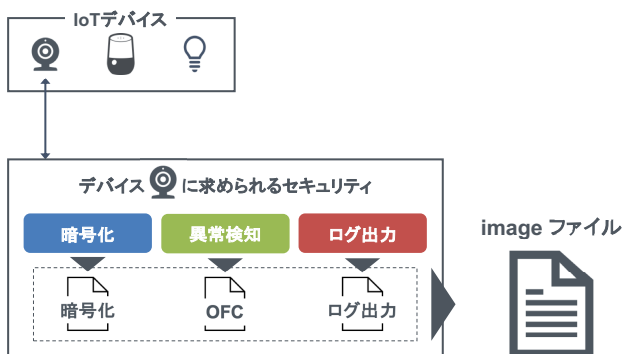 IoTデバイス
デバイス に求められるセキュリティ
暗号化 異常検知 ログ出力
image ファイル
暗号化 OFC ログ出力